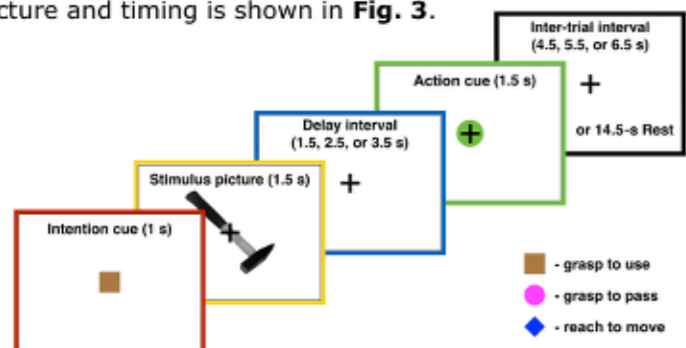 cture and timing is shown in Fig. 3.
Inter-trial interval
(4.5, 5.5, or 6.5 s)
or 14.5-s Rest
Action cue (1.5 s)
Delay interval
(1.5, 2.5, or 3.5 s)
Stimulus picture (1.5 s)
Intention cue (1 s)
- grasp to use
- grasp to pass
- reach to move